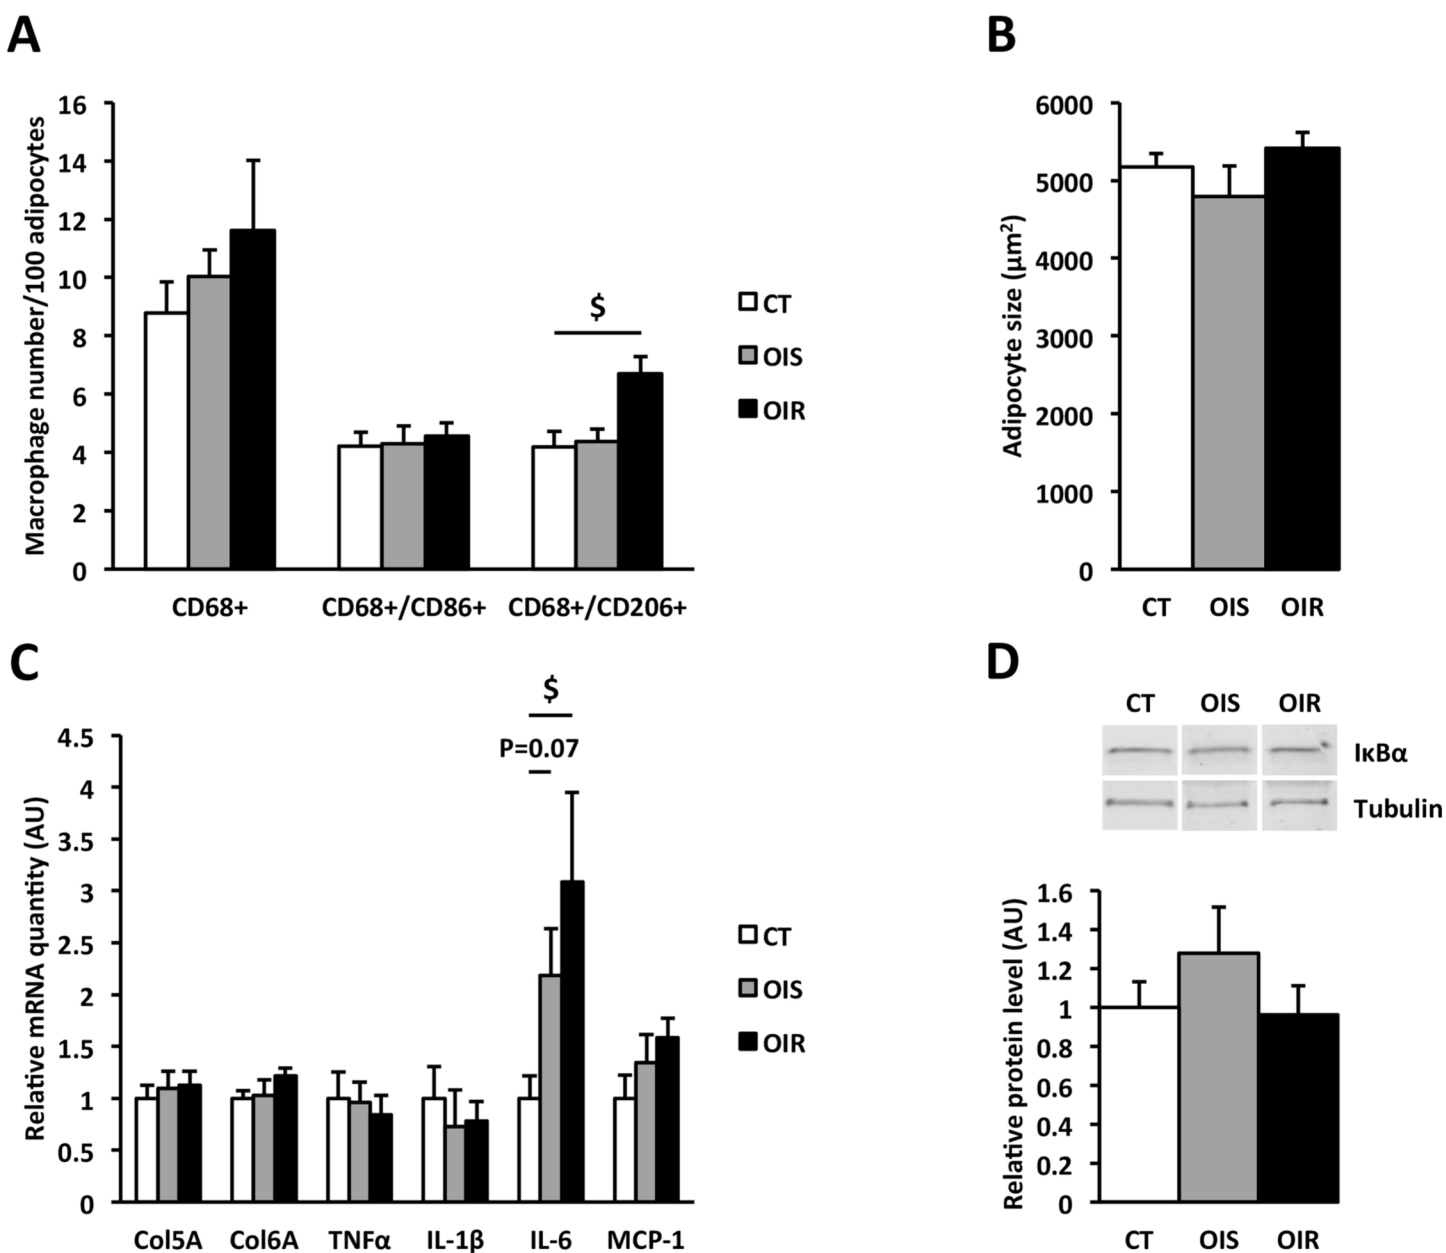 A
Macrophage number/100 adipocytes
16
14
12
10
8
6
4
2
0
$
CD68+ CD68+/CD86+ CD68+/CD206+
CT
OIS
OIR
B
Adipocyte size (μm²)
6000
5000
4000
3000
2000
1000
0
CT OIS OIR
C
Relative mRNA quantity (AU)
4.5
4
3.5
3
2.5
2
1.5
1
0.5
0
$
P=0.07
Col5A Col6A TNFα IL-1β IL-6 MCP-1
CT
OIS
OIR
D
CT OIS OIR
IκBα
Tubulin
Relative protein level (AU)
1.6
1.4
1.2
1
0.8
0.6
0.4
0.2
0
CT OIS OIR